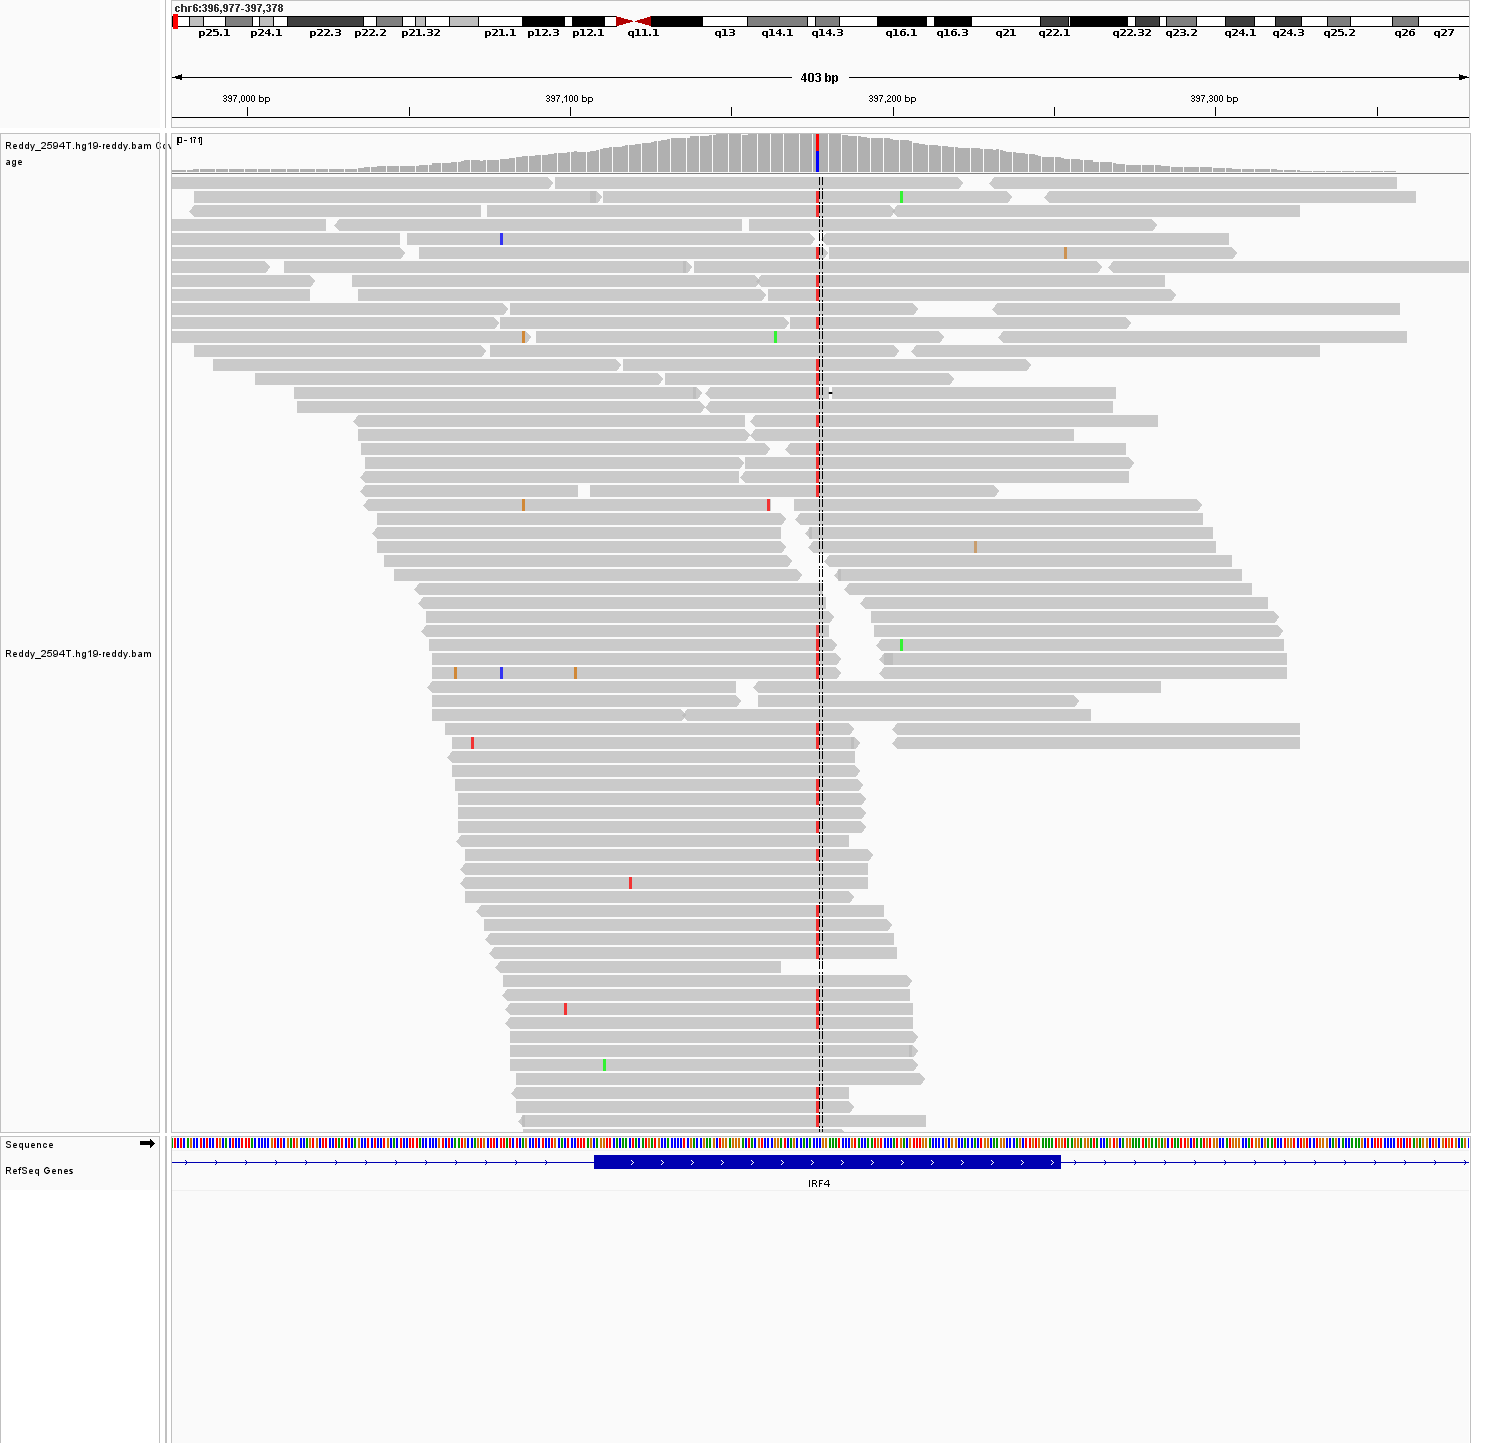 chr6:396,977-397,378
p25.1 p24.1 p22.3 p22.2 p21.32 p21.1 p12.3 p12.1 q11.1 q13 q14.1 q14.3 q16.1 q16.3 q21 q22.1 q22.32 q23.2 q24.1 q24.3 q25.2 q26 q27
403 bp
397,000 bp 397,100 bp 397,200 bp 397,300 bp
Reddy_2594T.hg19-reddy.bam Cov
age
[0 - 171]
Reddy_2594T.hg19-reddy.bam
Sequence
RefSeq Genes
IRF4